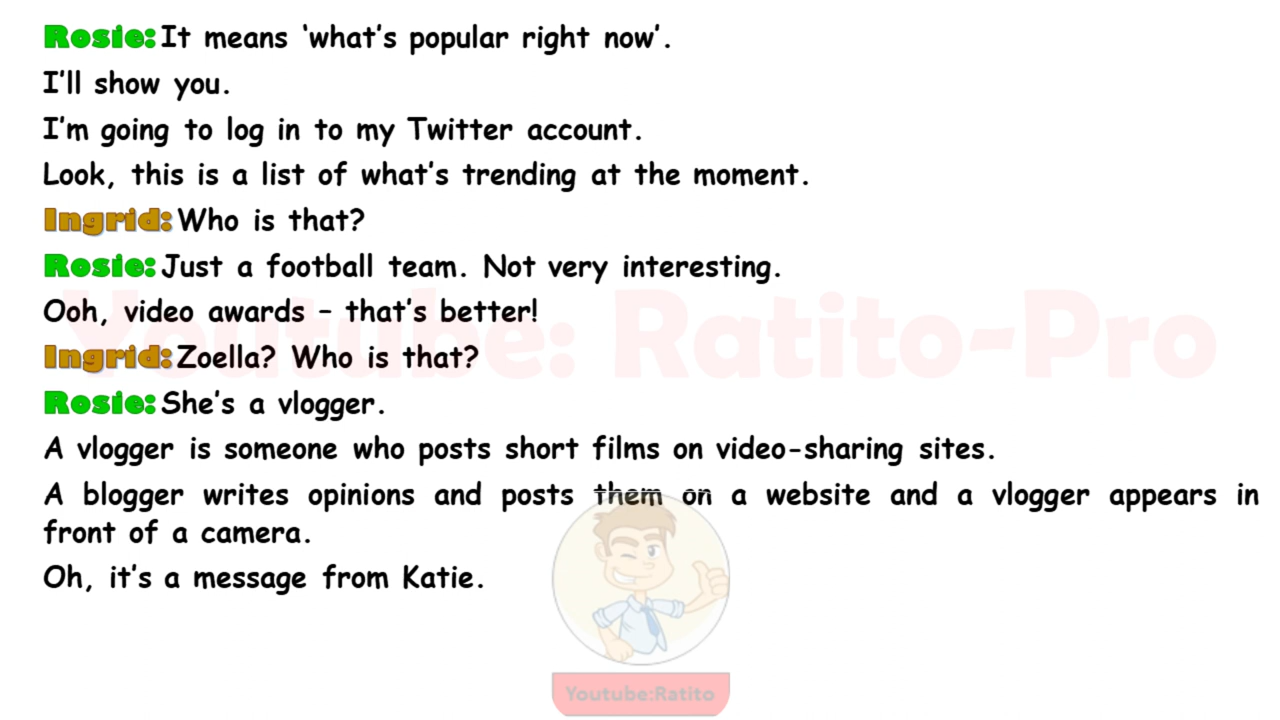 Rosie: It means ‘what’s popular right now’.
I’ll show you.
I’m going to log in to my Twitter account.
Look, this is a list of what’s trending at the moment.
Ingrid: Who is that?
Rosie: Just a football team. Not very interesting.
Ooh, video awards – that’s better!
Youtube: Ratito-Pro
Ingrid: Zoella? Who is that?
Rosie: She’s a vlogger.
A vlogger is someone who posts short films on video-sharing sites.
A blogger writes opinions and posts them on a website and a vlogger appears in
front of a camera.
Oh, it’s a message from Katie.
Youtube:Ratito